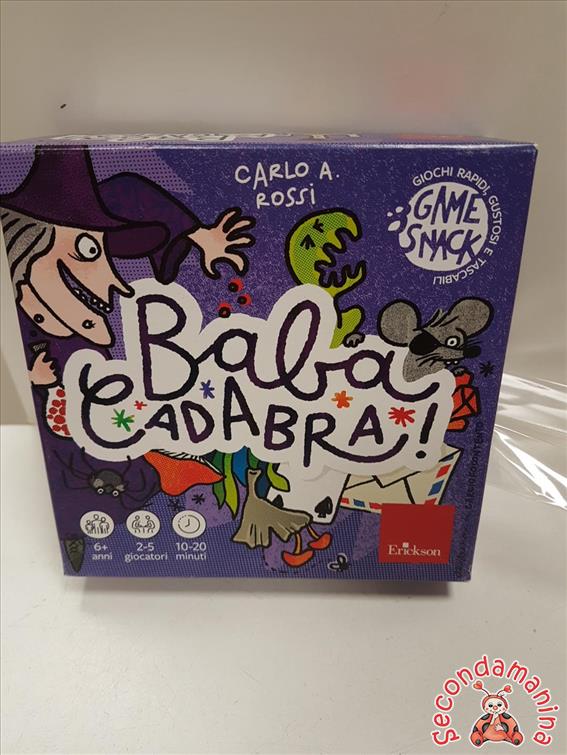 CARLO A.
ROSSI
GIOCHI RAPIDI, GUSTOSI E TASCABILI
GAME
SNACK
Baba
CADABRA!
6+
anni
2-5
giocatori
10-20
minuti
Erickson
Secondamanina